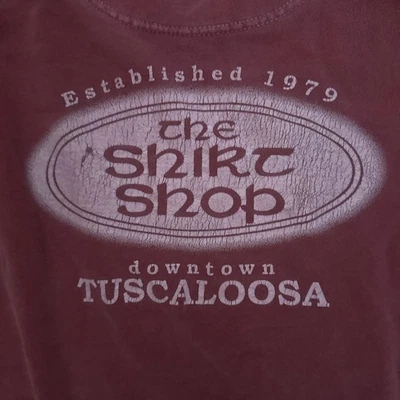 Established 1979
the
Shirt
Shop
downtown
TUSCALOOSA